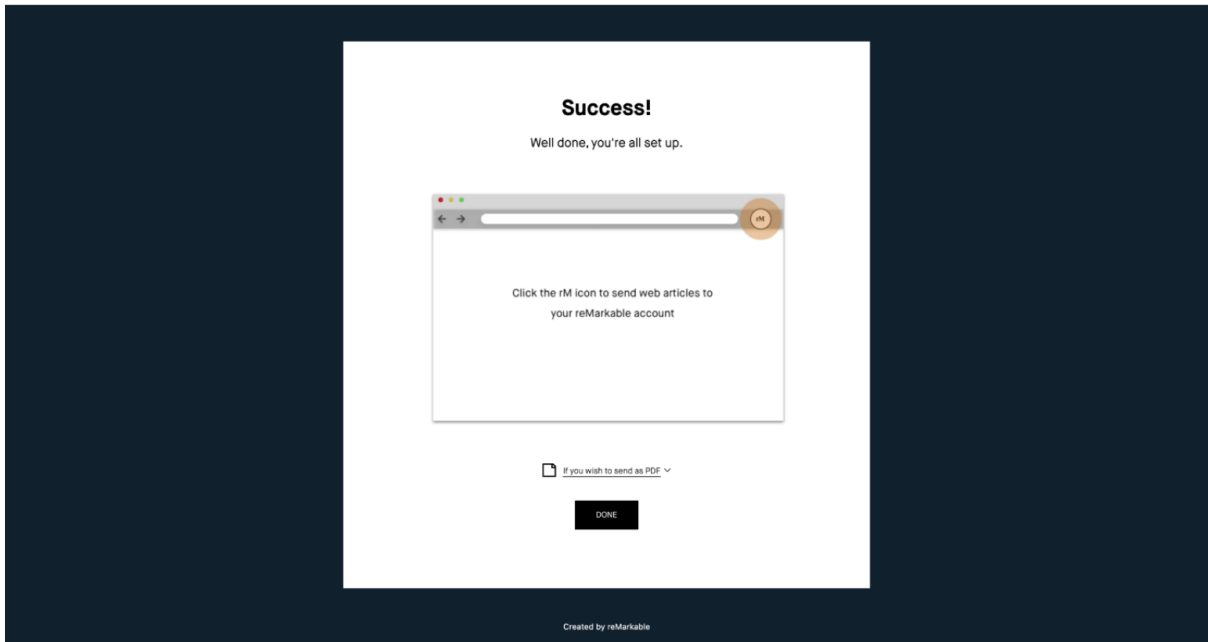 Success!
Well done, you're all set up.
rM
Click the rM icon to send web articles to
your reMarkable account
If you wish to send as PDF
DONE
Created by reMarkable